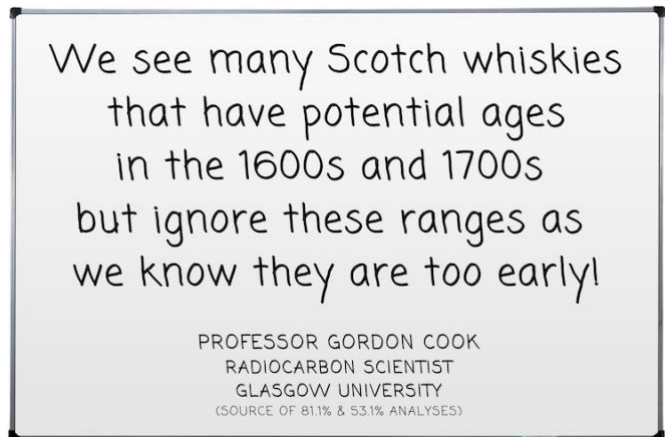 We see many Scotch whiskies
that have potential ages
in the 1600s and 1700s
but ignore these ranges as
we know they are too early!
PROFESSOR GORDON COOK
RADIOCARBON SCIENTIST
GLASGOW UNIVERSITY
(SOURCE OF 81.1% & 53.1% ANALYSES)